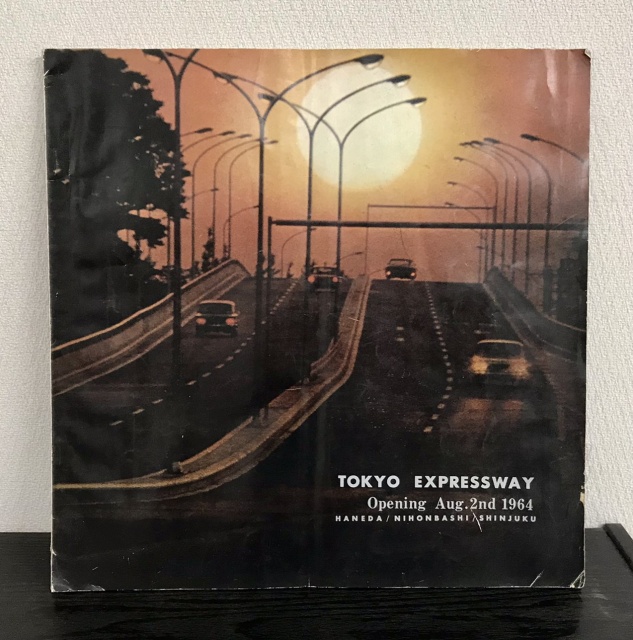 TOKYO EXPRESSWAY
Opening Aug.2nd 1964
HANEDA/NIHONBASHI/SHINJUKU